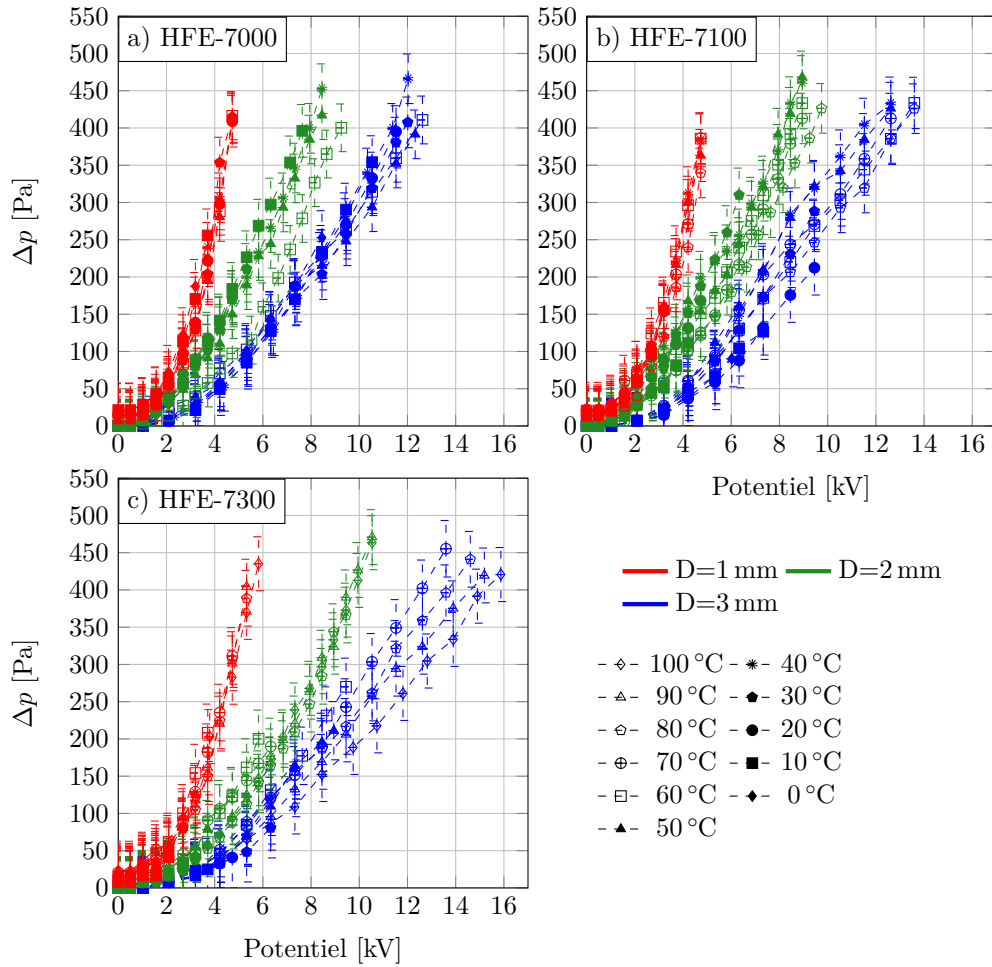 a) HFE-7000
550
500
450
400
350
300
250
200
150
100
50
0
Δp [Pa]
0 2 4 6 8 10 12 14 16
b) HFE-7100
550
500
450
400
350
300
250
200
150
100
50
0
0 2 4 6 8 10 12 14 16
Potentiel [kV]
c) HFE-7300
550
500
450
400
350
300
250
200
150
100
50
0
Δp [Pa]
0 2 4 6 8 10 12 14 16
Potentiel [kV]
D=1 mm D=2 mm
D=3 mm
100 °C 40 °C
90 °C 30 °C
80 °C 20 °C
70 °C 10 °C
60 °C 0 °C
50 °C